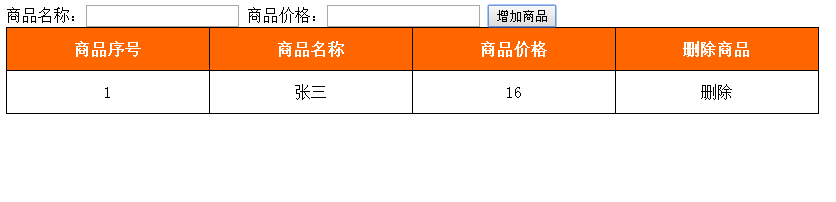 商品名称： 商品价格： 增加商品
商品序号 商品名称 商品价格 删除商品
1 张三 16 删除